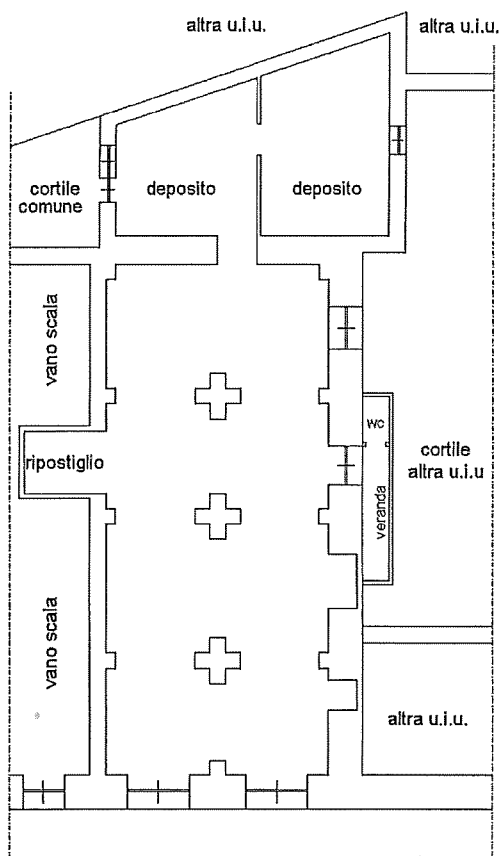 altra u.i.u.
altra u.i.u.
cortile
comune
deposito
deposito
vano scala
wc
ripostiglio
cortile
altra u.i.u
veranda
vano scala
altra u.i.u.